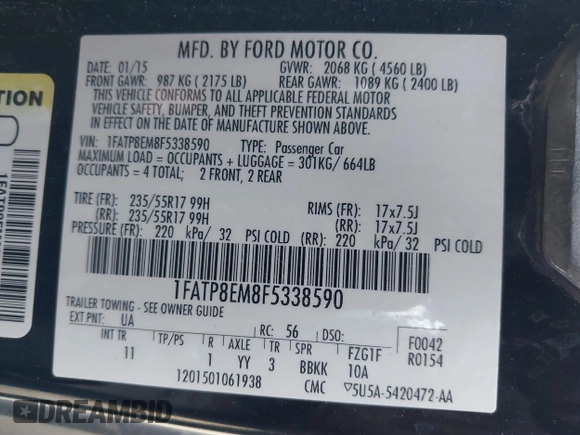 MFD. BY FORD MOTOR CO.
DATE: 01/15 GVWR: 2068 KG ( 4560 LB)
FRONT GAWR: 987 KG ( 2175 LB) REAR GAWR: 1089 KG ( 2400 LB)
THIS VEHICLE CONFORMS TO ALL APPLICABLE FEDERAL MOTOR
VEHICLE SAFETY, BUMPER, AND THEFT PREVENTION STANDARDS
IN EFFECT ON THE DATE OF MANUFACTURE SHOWN ABOVE.
VIN: 1FATP8EM8F5338590 TYPE: Passenger Car
MAXIMUM LOAD = OCCUPANTS + LUGGAGE = 301KG/ 664LB
OCCUPANTS = 4 TOTAL; 2 FRONT, 2 REAR
TIRE (FR): 235/55R17 99H RIMS (FR): 17x7.5J
(RR): 235/55R17 99H (RR): 17x7.5J
PRESSURE (FR): 220 kPa/ 32 PSI COLD (RR): 220 kPa/ 32 PSI COLD
1FATP8EM8F5338590
TRAILER TOWING - SEE OWNER GUIDE
EXT PNT: UA RC: 56 DSO: F0042
INT TR TP/PS R AXLE TR SPR FZG1F R0154
11 1 YY 3 BBKK 10A
1201501061938 CMC ▽5U5A-5420472-AA
TION
DREAMBID